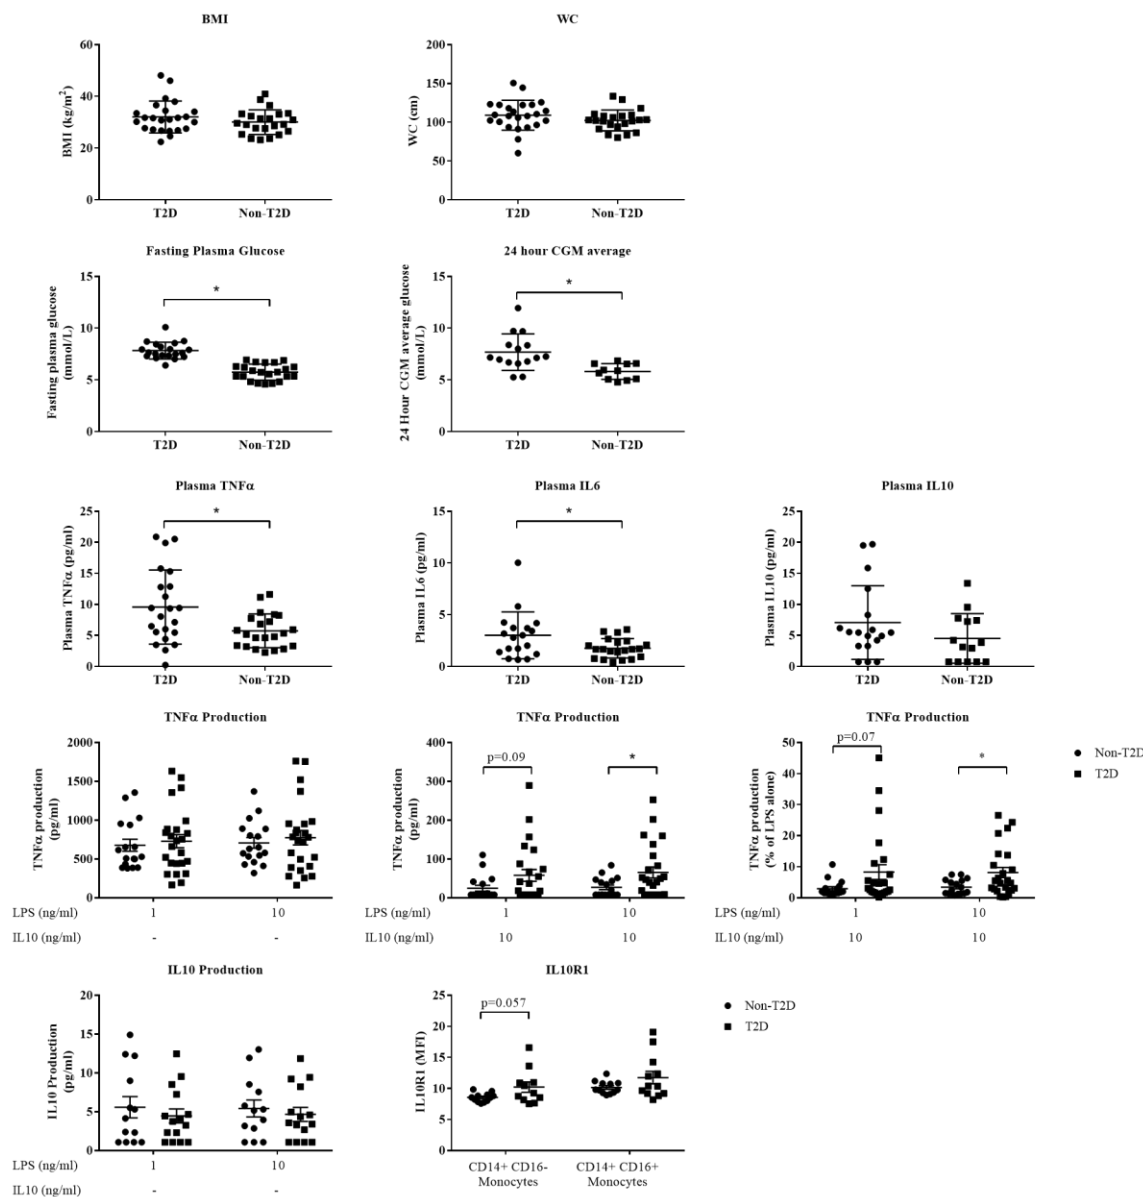 BMI
WC
60
40
20
0
BMI (kg/m²)
T2D Non-T2D
200
150
100
50
0
WC (cm)
T2D Non-T2D
Fasting Plasma Glucose
24 hour CGM average
15
10
5
0
Fasting plasma glucose
(mmol/L)
*
T2D Non-T2D
15
10
5
0
24 Hour CGM average glucose
(mmol/L)
*
T2D Non-T2D
Plasma TNFα
Plasma IL6
Plasma IL10
25
20
15
10
5
0
Plasma TNFα (pg/ml)
*
T2D Non-T2D
15
10
5
0
Plasma IL6 (pg/ml)
*
T2D Non-T2D
25
20
15
10
5
0
Plasma IL10 (pg/ml)
T2D Non-T2D
TNFα Production
TNFα Production
TNFα Production
2000
1500
1000
500
0
TNFα production
(pg/ml)
LPS (ng/ml) 1 10
IL10 (ng/ml) - -
400
300
200
100
0
TNFα production
(pg/ml)
p=0.09
*
1 10
10 10
50
40
30
20
10
0
TNFα production
(% of LPS alone)
p=0.07
*
LPS (ng/ml) 1 10
IL10 (ng/ml) 10 10
Non-T2D
T2D
IL10 Production
IL10R1
20
15
10
5
0
IL10 Production
(pg/ml)
LPS (ng/ml) 1 10
IL10 (ng/ml) - -
25
20
15
10
5
0
IL10R1 (MFI)
p=0.057
CD14+ CD16- CD14+ CD16+
Monocytes Monocytes
Non-T2D
T2D